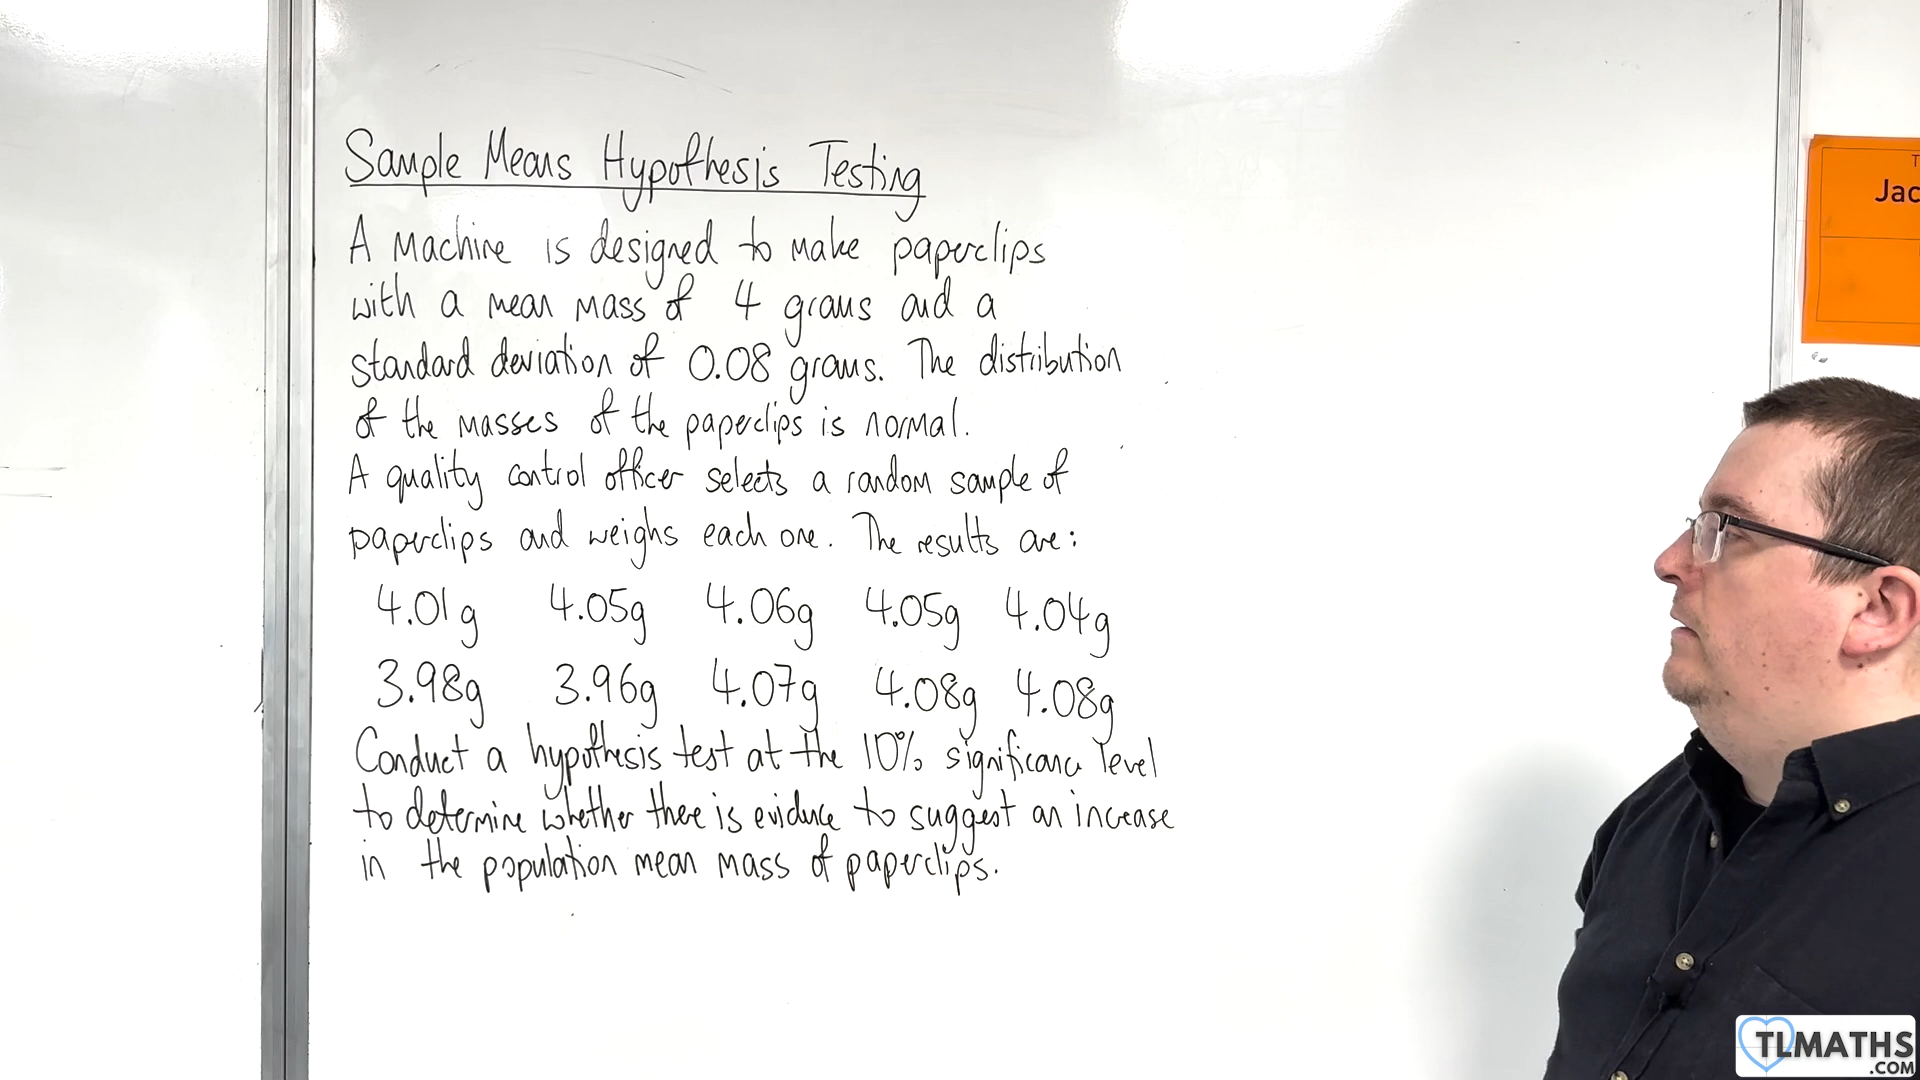 Sample Means Hypothesis Testing
A machine is designed to make paperclips
with a mean mass of 4 grams and a
standard deviation of 0.08 grams. The distribution
of the masses of the paperclips is normal.
A quality control officer selects a random sample of
paperclips and weighs each one. The results are:
4.01g 4.05g 4.06g 4.05g 4.04g
3.98g 3.96g 4.07g 4.08g 4.08g
Conduct a hypothesis test at the 10% significance level
to determine whether there is evidence to suggest an increase
in the population mean mass of paperclips.
Jac
TLMATHS
.COM